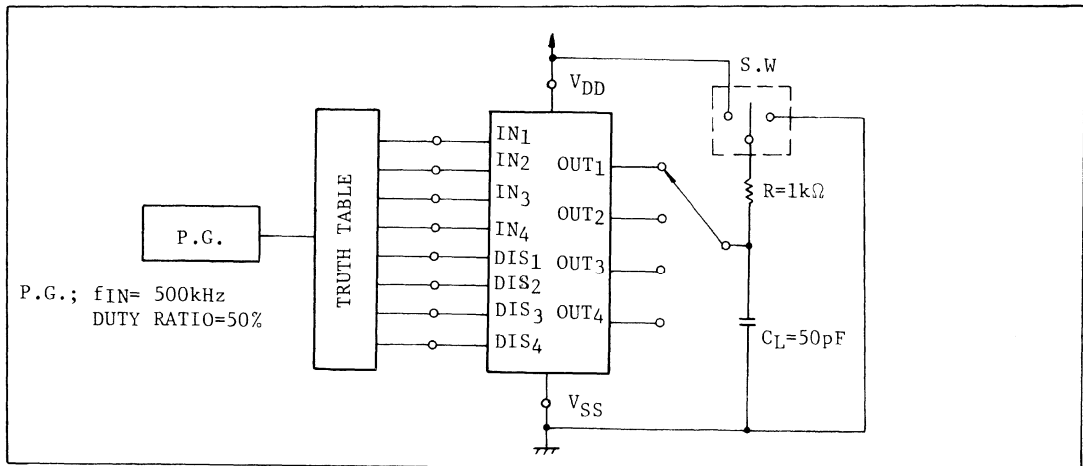 S.W
VDD
TRUTH TABLE
IN1
IN2
IN3
IN4
DIS1
DIS2
DIS3
DIS4
OUT1
OUT2
OUT3
OUT4
R=1kΩ
P.G.
P.G.; fIN= 500kHz
DUTY RATIO=50%
CL=50pF
VSS